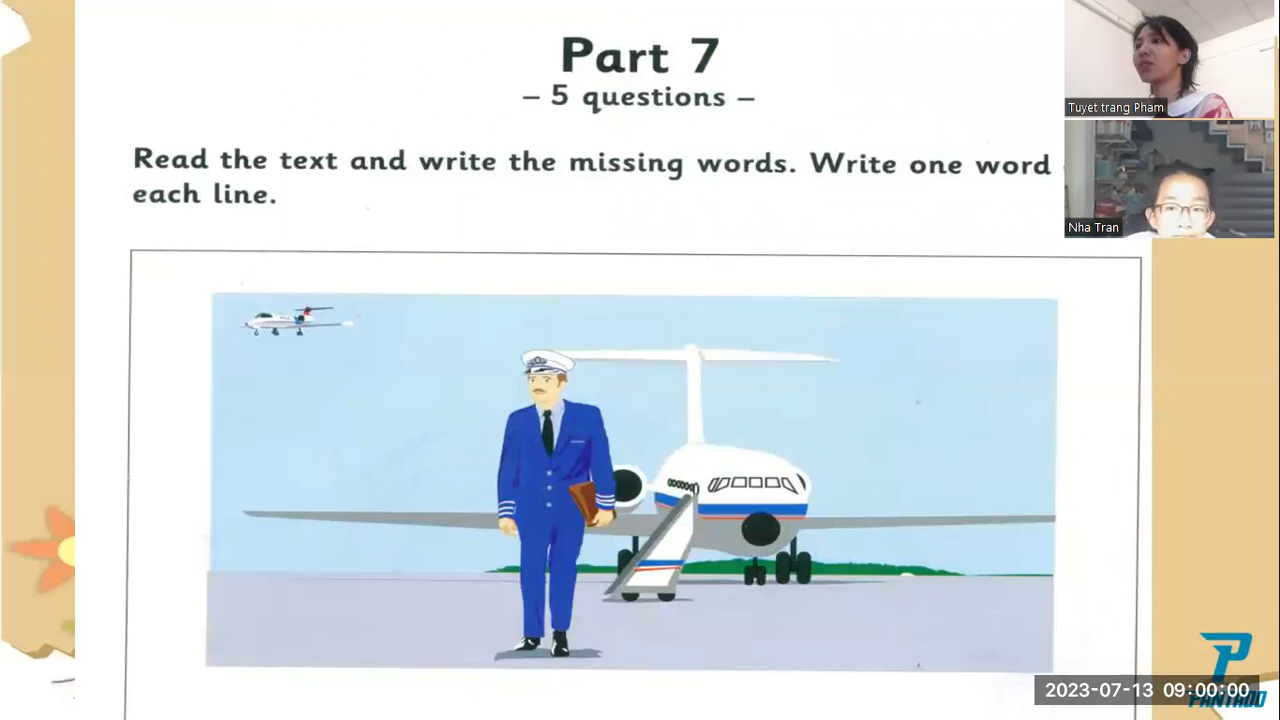 Part 7
– 5 questions –
Read the text and write the missing words. Write one word
each line.
Tuyet trang Pham
Nha Tran
2023-07-13 09:00:00
PANTADO